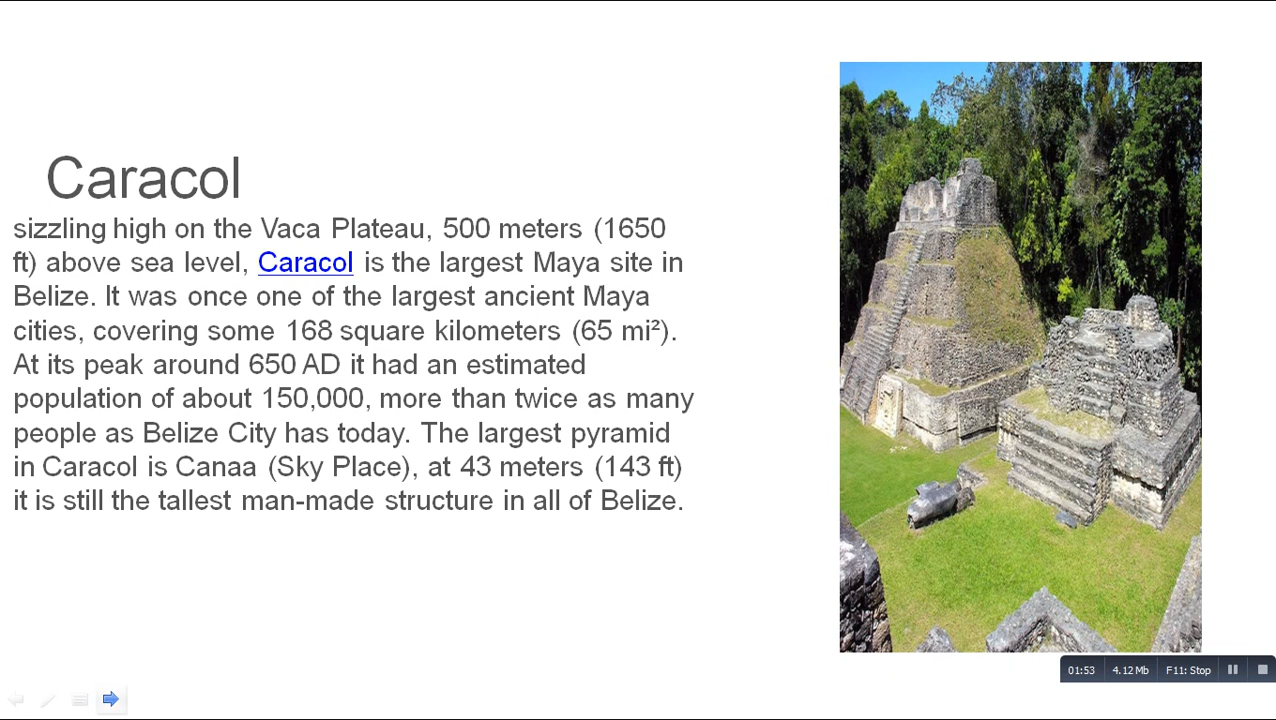 Caracol
sizzling high on the Vaca Plateau, 500 meters (1650
ft) above sea level, Caracol is the largest Maya site in
Belize. It was once one of the largest ancient Maya
cities, covering some 168 square kilometers (65 mi²).
At its peak around 650 AD it had an estimated
population of about 150,000, more than twice as many
people as Belize City has today. The largest pyramid
in Caracol is Canaa (Sky Place), at 43 meters (143 ft)
it is still the tallest man-made structure in all of Belize.
01:53 4.12 Mb F11: Stop